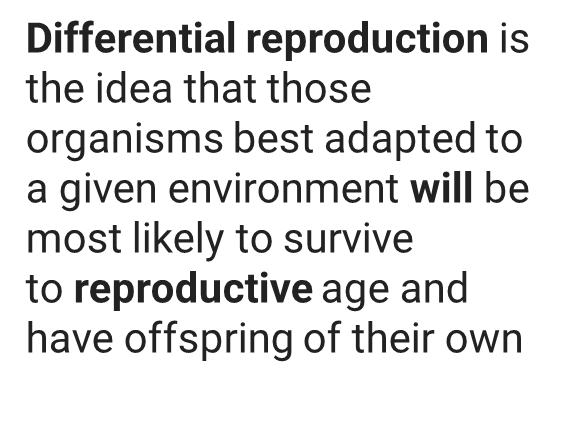 Differential reproduction is
the idea that those
organisms best adapted to
a given environment will be
most likely to survive
to reproductive age and
have offspring of their own